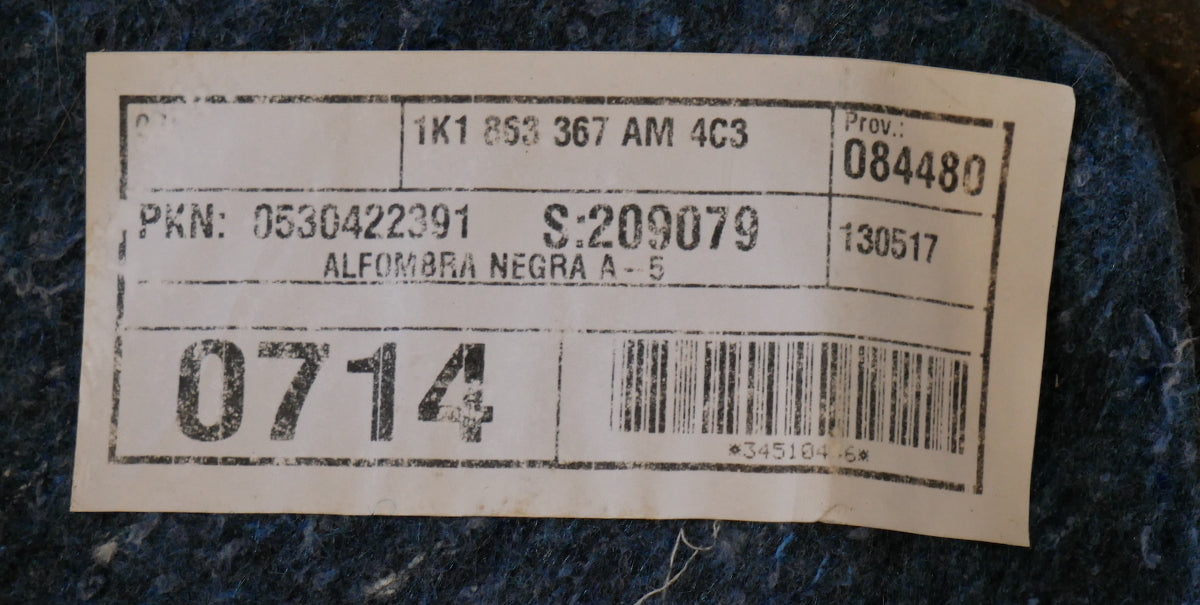 1K1 863 367 AM 4C3
Prov.:
084480
PKN: 0530422391 S:209079
130517
ALFOMBRA NEGRA A - 5
0714